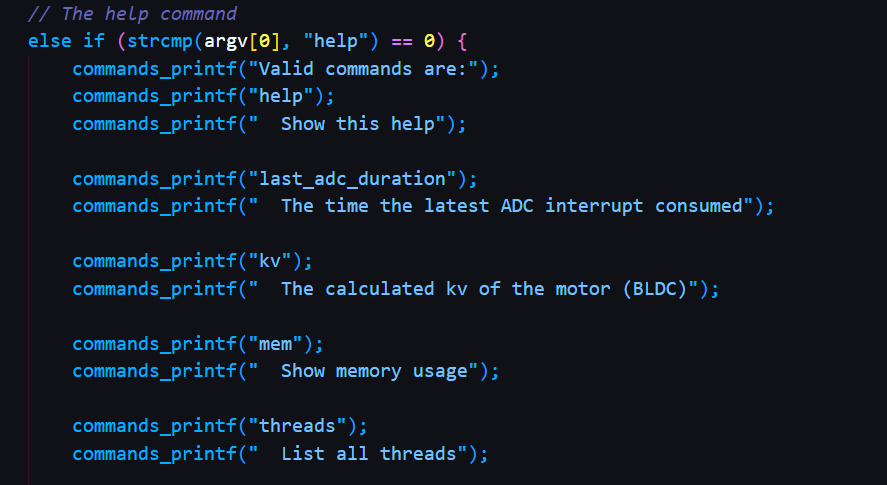 // The help command
else if (strcmp(argv[0], "help") == 0) {
commands_printf("Valid commands are:");
commands_printf("help");
commands_printf("  Show this help");
commands_printf("last_adc_duration");
commands_printf("  The time the latest ADC interrupt consumed");
commands_printf("kv");
commands_printf("  The calculated kv of the motor (BLDC)");
commands_printf("mem");
commands_printf("  Show memory usage");
commands_printf("threads");
commands_printf("  List all threads");